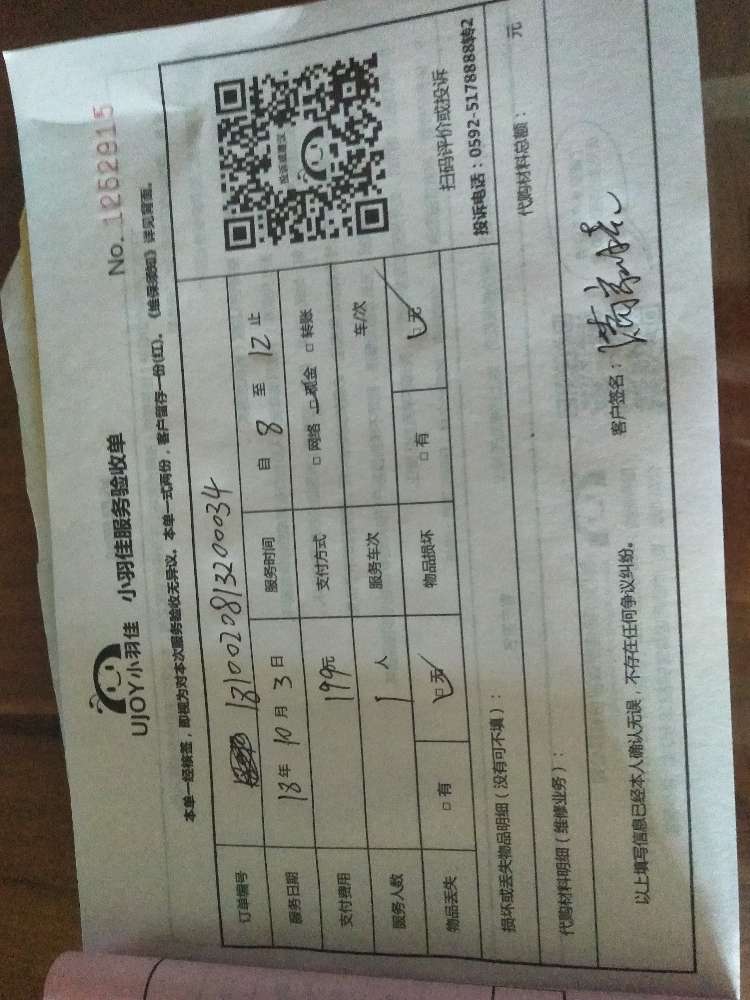 No. 1252915
UJOY小羽佳 小羽佳服务验收单
本单一经核签，即视为对本次服务验收无异议。本单一式两份，客户留存一份(红)。《维保须知》详见背面。
订单编号 181002081320034
服务日期 18年10月3日 服务时间 自 8 至 12 止
支付费用 199元 支付方式 □网络 □现金 □转账
服务人数 1 人 服务车次 车/次
物品丢失 □有 □无 物品损坏 □有 □无
投诉或建议
扫码评价或投诉
投诉电话：0592-5178888转2
损坏或丢失物品明细（没有可不填）：
代购材料明细（维修业务）： 代购材料总额： 元
以上填写信息已经本人确认无误，不存在任何争议纠纷。 客户签名：